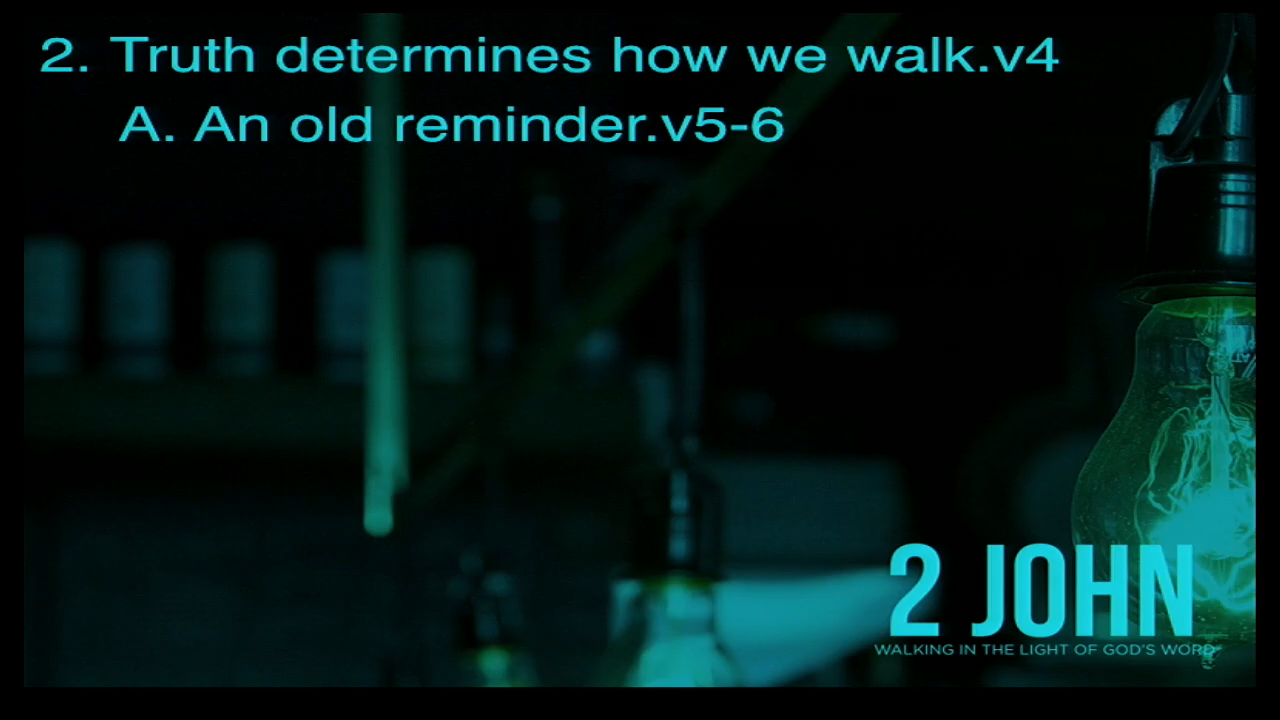 2. Truth determines how we walk.v4
A. An old reminder.v5-6
2 JOHN
WALKING IN THE LIGHT OF GOD'S WORD